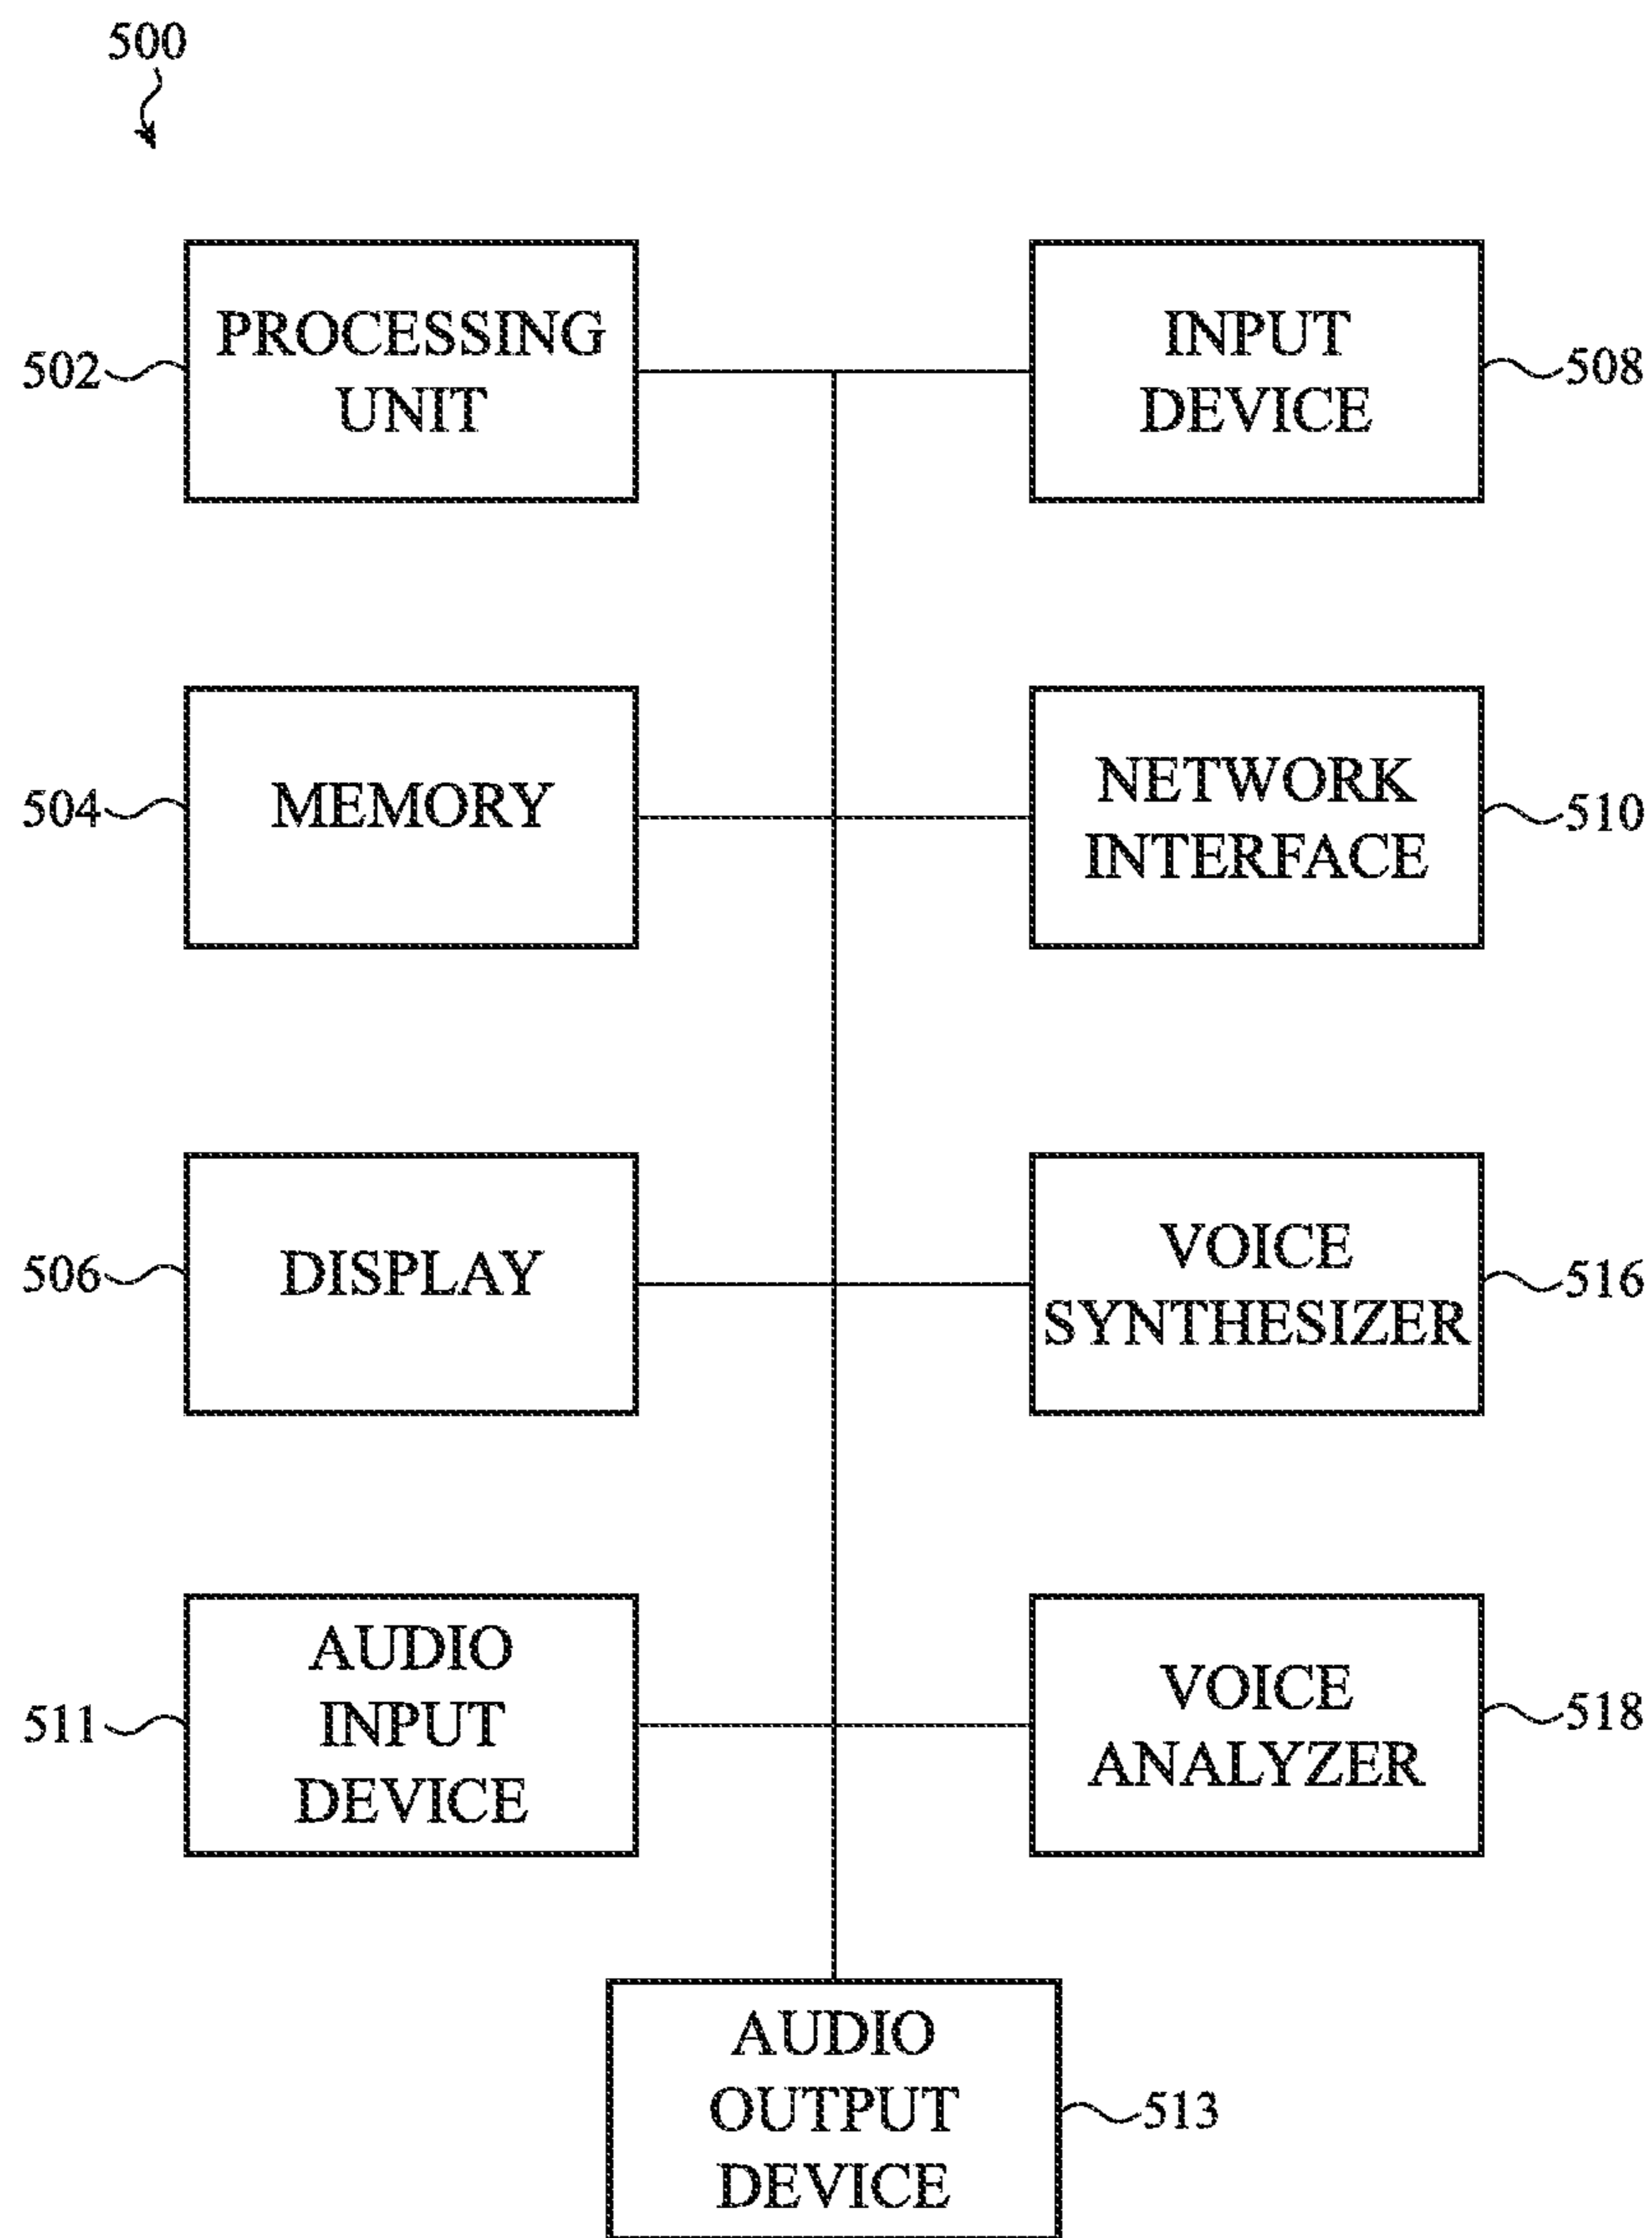 500
502
PROCESSING
UNIT
INPUT
DEVICE
508
504
MEMORY
NETWORK
INTERFACE
510
506
DISPLAY
VOICE
SYNTHESIZER
516
511
AUDIO
INPUT
DEVICE
VOICE
ANALYZER
518
AUDIO
OUTPUT
DEVICE
513